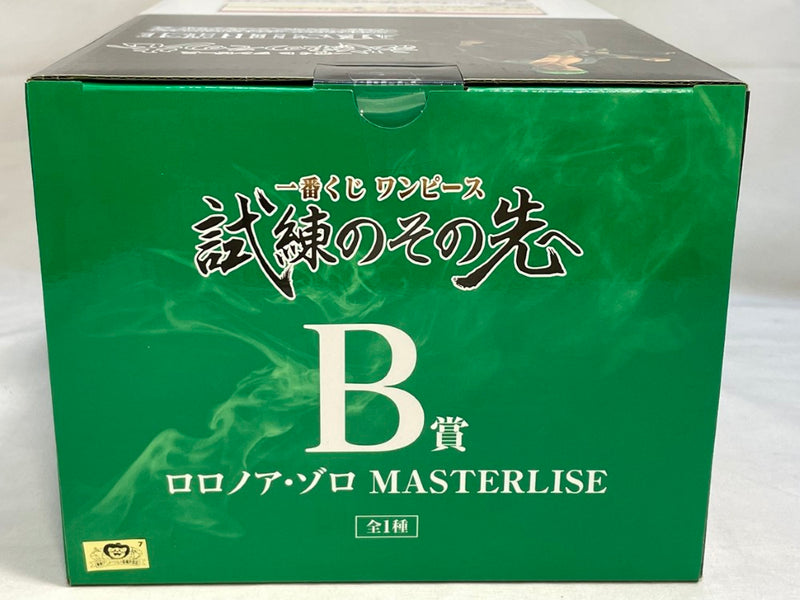 一番くじ ワンピース
試練のその先へ
B賞
ロロノア・ゾロ MASTERLISE
全1種
7